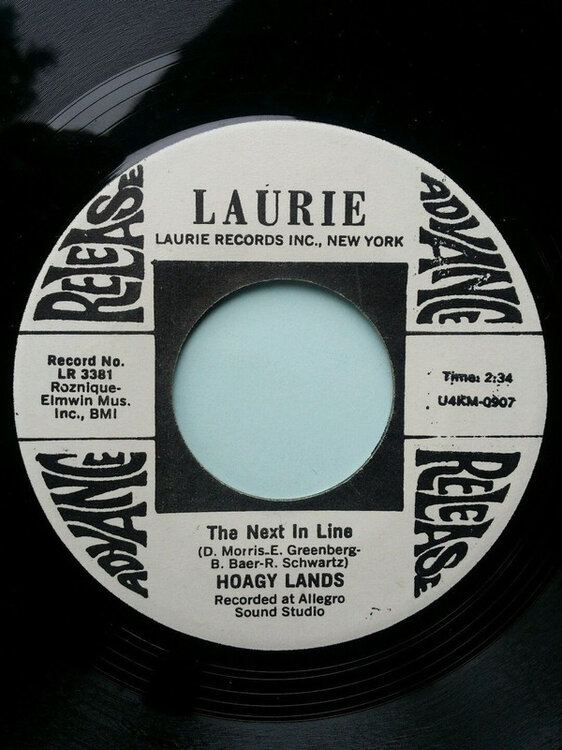 LAURIE
LAURIE RECORDS INC., NEW YORK
RELEASE
ADVANCE
Record No.
LR 3381
Roznique-
Elmwin Mus.
Inc., BMI
Time: 2:34
U4KM-0907
ADVANCE
RELEASE
The Next In Line
(D. Morris-E. Greenberg-
B. Baer-R. Schwartz)
HOAGY LANDS
Recorded at Allegro
Sound Studio